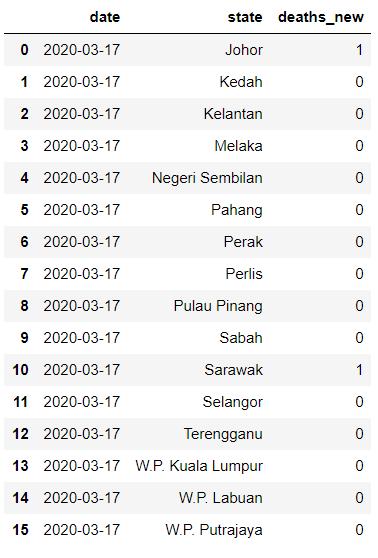 date state deaths_new
0 2020-03-17 Johor 1
1 2020-03-17 Kedah 0
2 2020-03-17 Kelantan 0
3 2020-03-17 Melaka 0
4 2020-03-17 Negeri Sembilan 0
5 2020-03-17 Pahang 0
6 2020-03-17 Perak 0
7 2020-03-17 Perlis 0
8 2020-03-17 Pulau Pinang 0
9 2020-03-17 Sabah 0
10 2020-03-17 Sarawak 1
11 2020-03-17 Selangor 0
12 2020-03-17 Terengganu 0
13 2020-03-17 W.P. Kuala Lumpur 0
14 2020-03-17 W.P. Labuan 0
15 2020-03-17 W.P. Putrajaya 0